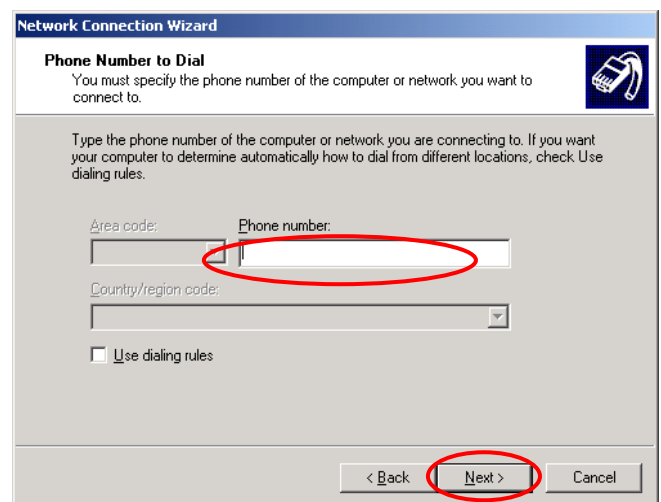 Network Connection Wizard
Phone Number to Dial
You must specify the phone number of the computer or network you want to
connect to.
Type the phone number of the computer or network you are connecting to. If you want
your computer to determine automatically how to dial from different locations, check Use
dialing rules.
Area code: Phone number:
Country/region code:
Use dialing rules
< Back Next > Cancel